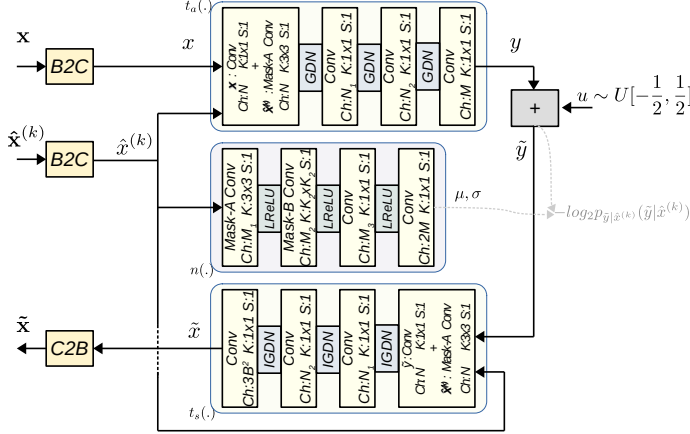 t_a(.)
x
B2C
x
x : Conv
Ch:N K:1x1 S:1
+
: Mask-A Conv
Ch:N K:3x3 S:1
GDN
Conv
Ch:N_1 K:1x1 S:1
GDN
Conv
Ch:N_2 K:1x1 S:1
GDN
Conv
Ch:M K:1x1 S:1
y
+
u ∼ U[−1/2, 1/2]
x̂^(k)
B2C
x̂^(k)
ỹ
Mask-A Conv
Ch:M_1 K:3x3 S:1
LReLU
Mask-B Conv
Ch:M_2 K:K_2xK_2 S:1
LReLU
Conv
Ch:M_3 K:1x1 S:1
LReLU
Conv
Ch:2M K:1x1 S:1
μ, σ
−log₂p_{ỹ|x̂^(k)}(ỹ|x̂^(k))
n(.)
x̃
C2B
x̃
Conv
Ch:3B² K:1x1 S:1
IGDN
Conv
Ch:N_2 K:1x1 S:1
IGDN
Conv
Ch:N_1 K:1x1 S:1
IGDN
ỹ : Conv
Ch:N K:1x1 S:1
+
: Mask-A Conv
Ch:N K:3x3 S:1
t_s(.)